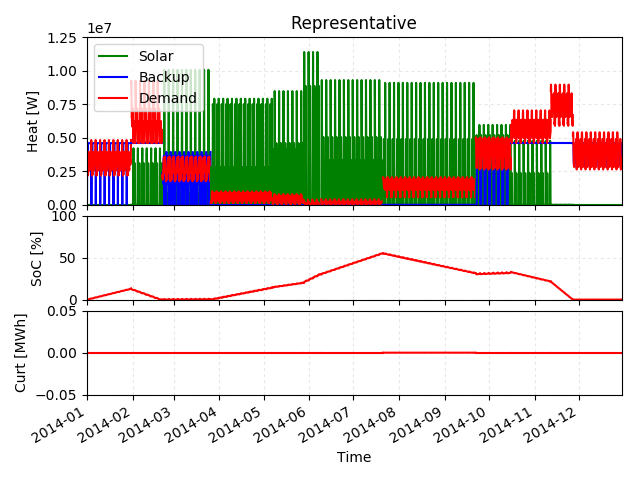 Representative
1e7
Heat [W]
1.25
1.00
0.75
0.50
0.25
0.00
Solar
Backup
Demand
SoC [%]
100
50
0
Curt [MWh]
0.05
0.00
−0.05
2014-01
2014-02
2014-03
2014-04
2014-05
2014-06
2014-07
2014-08
2014-09
2014-10
2014-11
2014-12
Time